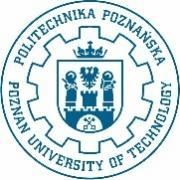 POLITECHNIKA POZNAŃSKA
POZNAN UNIVERSITY OF TECHNOLOGY